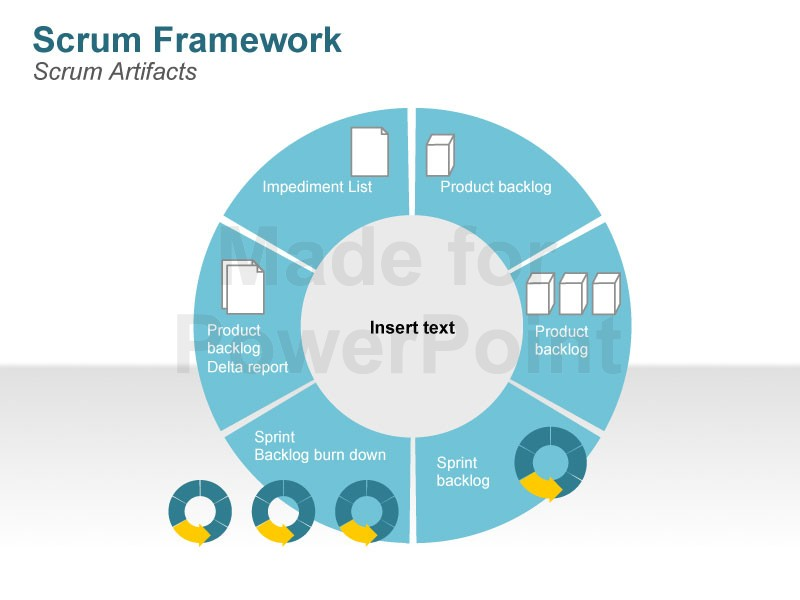 Scrum Framework
Scrum Artifacts
Impediment List
Product backlog
Made for
PowerPoint
Product
backlog
Delta report
Insert text
Product
backlog
Sprint
Backlog burn down
Sprint
backlog